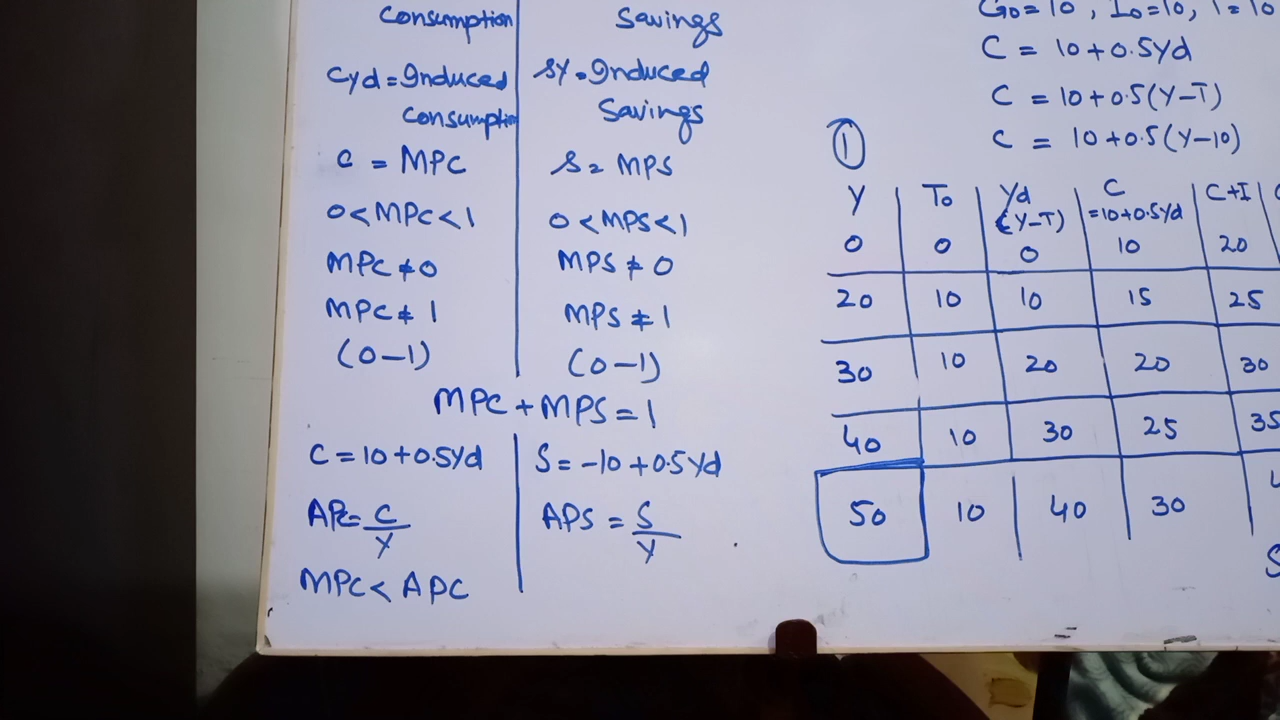 Consumption | Savings
Cyd = Induced | sY = Induced
Consumption | Savings
C = MPC | s = MPS
0 < MPC < 1 | 0 < MPS < 1
MPC ≠ 0 | MPS ≠ 0
MPC ≠ 1 | MPS ≠ 1
(0-1) | (0-1)
MPC + MPS = 1
C = 10 + 0.5Yd | S = -10 + 0.5Yd
APC = C/Y | APS = S/Y
MPC < APC
G0 = 10, I0 = 10, T = 10
C = 10 + 0.5Yd
C = 10 + 0.5(Y-T)
C = 10 + 0.5(Y-10)
①
Y | To | Yd (Y-T) | C = 10+0.5Yd | C+I
0 | 0 | 0 | 10 | 20
20 | 10 | 10 | 15 | 25
30 | 10 | 20 | 20 | 30
40 | 10 | 30 | 25 | 35
50 | 10 | 40 | 30
S